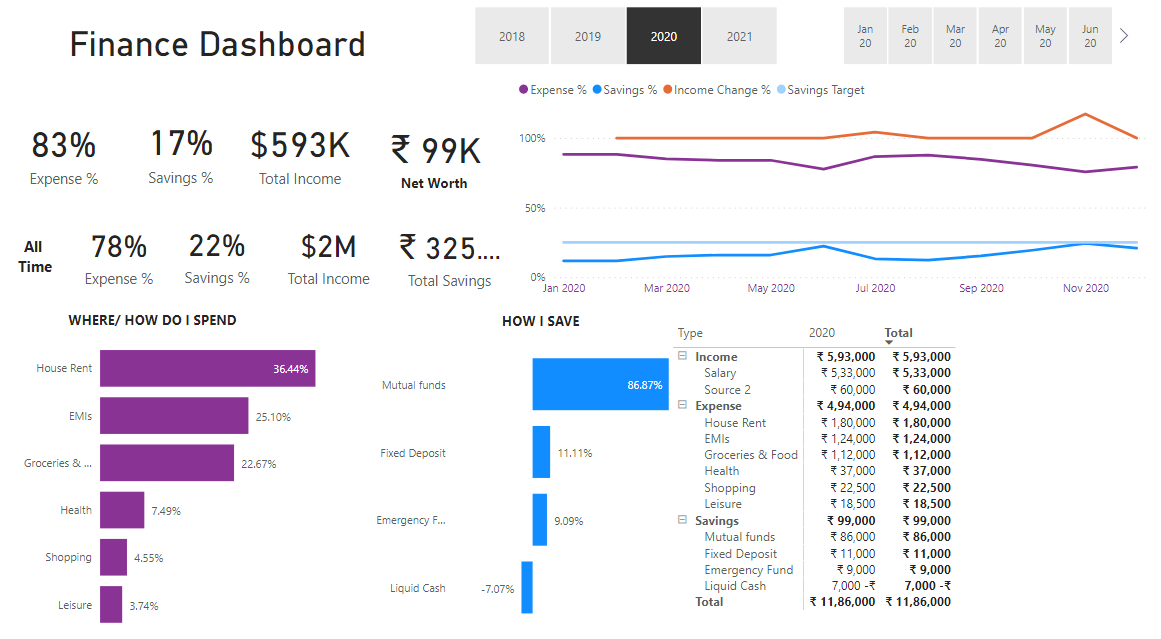 Finance Dashboard
2018 2019 2020 2021
Jan 20 Feb 20 Mar 20 Apr 20 May 20 Jun 20
Expense % Savings % Income Change % Savings Target
83% 17% $593K ₹ 99K
Expense % Savings % Total Income Net Worth
All Time
78% 22% $2M ₹ 325....
Expense % Savings % Total Income Total Savings
100%
50%
0%
Jan 2020 Mar 2020 May 2020 Jul 2020 Sep 2020 Nov 2020
WHERE/ HOW DO I SPEND
House Rent 36.44%
EMIs 25.10%
Groceries & ... 22.67%
Health 7.49%
Shopping 4.55%
Leisure 3.74%
HOW I SAVE
Mutual funds 86.87%
Fixed Deposit 11.11%
Emergency F... 9.09%
Liquid Cash -7.07%
Type 2020 Total
Income ₹ 5,93,000 ₹ 5,93,000
Salary ₹ 5,33,000 ₹ 5,33,000
Source 2 ₹ 60,000 ₹ 60,000
Expense ₹ 4,94,000 ₹ 4,94,000
House Rent ₹ 1,80,000 ₹ 1,80,000
EMIs ₹ 1,24,000 ₹ 1,24,000
Groceries & Food ₹ 1,12,000 ₹ 1,12,000
Health ₹ 37,000 ₹ 37,000
Shopping ₹ 22,500 ₹ 22,500
Leisure ₹ 18,500 ₹ 18,500
Savings ₹ 99,000 ₹ 99,000
Mutual funds ₹ 86,000 ₹ 86,000
Fixed Deposit ₹ 11,000 ₹ 11,000
Emergency Fund ₹ 9,000 ₹ 9,000
Liquid Cash 7,000 -₹ 7,000 -₹
Total ₹ 11,86,000 ₹ 11,86,000